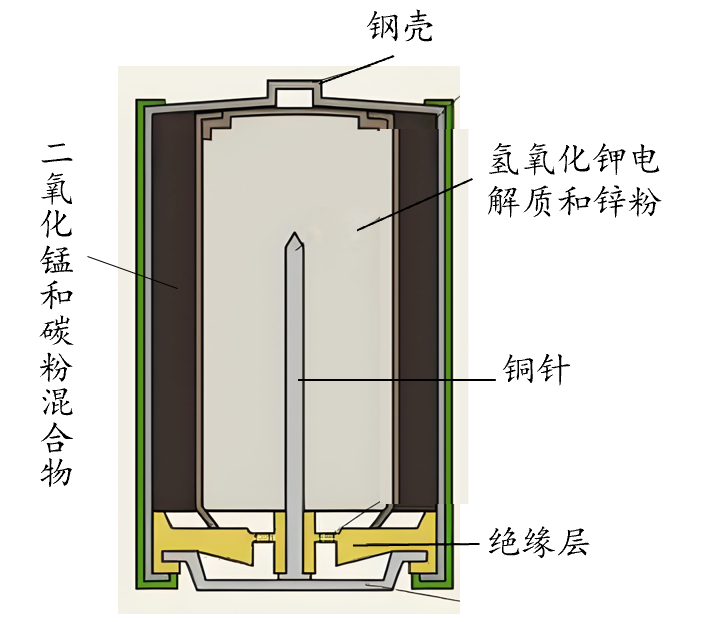 钢壳
氢氧化钾电
解质和锌粉
二氧化锰和碳粉混合物
铜针
绝缘层